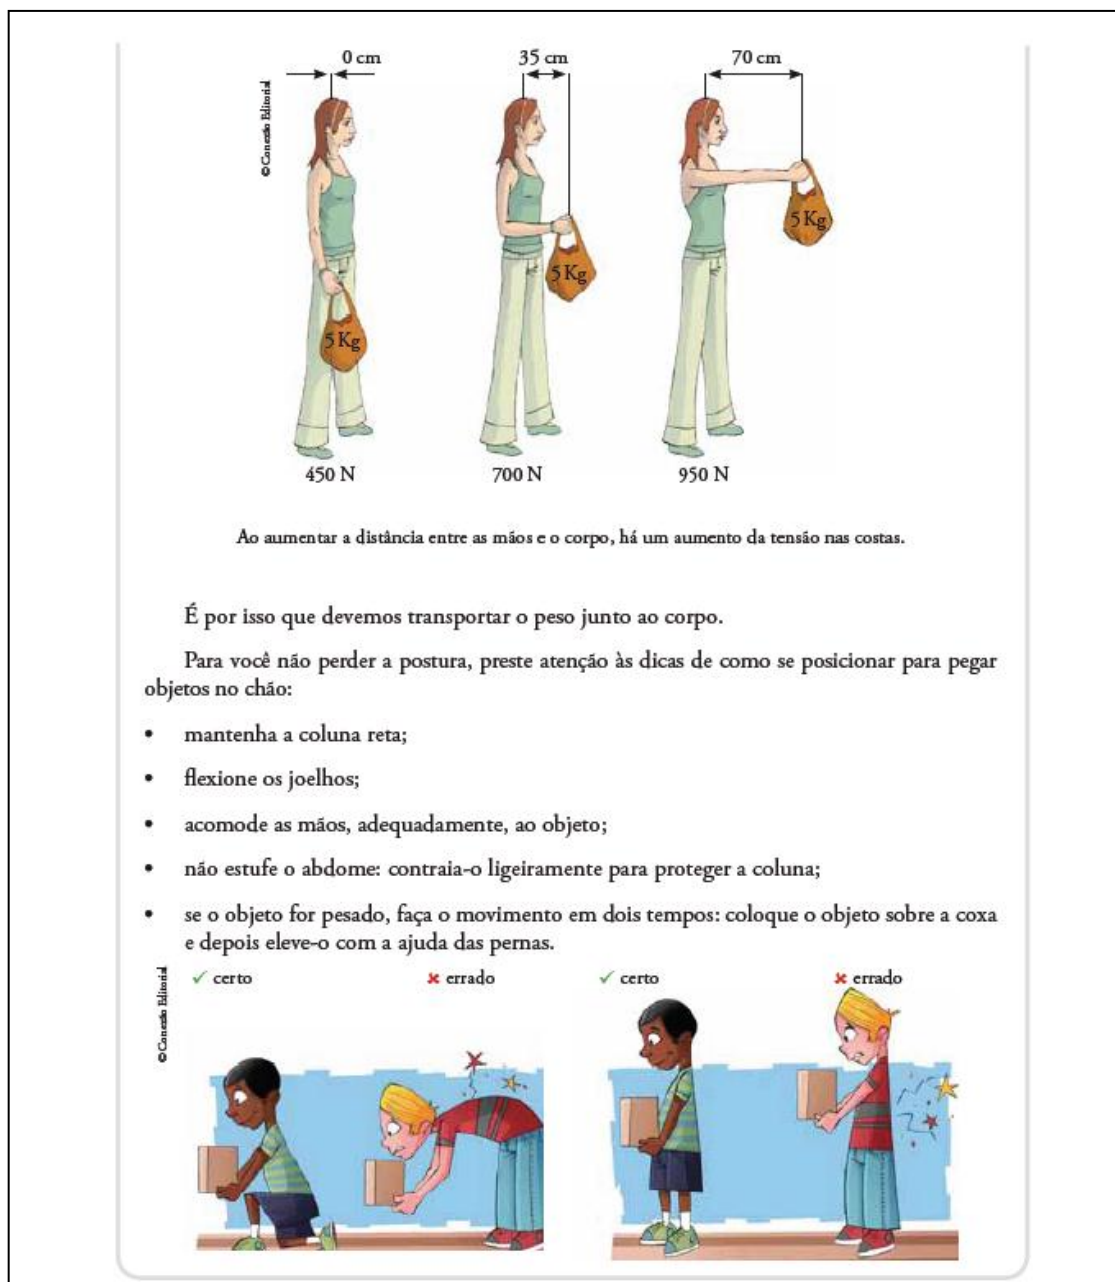 0 cm
35 cm
70 cm
© Conexão Editorial
5 Kg
5 Kg
5 Kg
450 N
700 N
950 N
Ao aumentar a distância entre as mãos e o corpo, há um aumento da tensão nas costas.
É por isso que devemos transportar o peso junto ao corpo.
Para você não perder a postura, preste atenção às dicas de como se posicionar para pegar
objetos no chão:
• mantenha a coluna reta;
• flexione os joelhos;
• acomode as mãos, adequadamente, ao objeto;
• não estufe o abdome: contraia-o ligeiramente para proteger a coluna;
• se o objeto for pesado, faça o movimento em dois tempos: coloque o objeto sobre a coxa
e depois eleve-o com a ajuda das pernas.
© Conexão Editorial
✓ certo
✗ errado
✓ certo
✗ errado